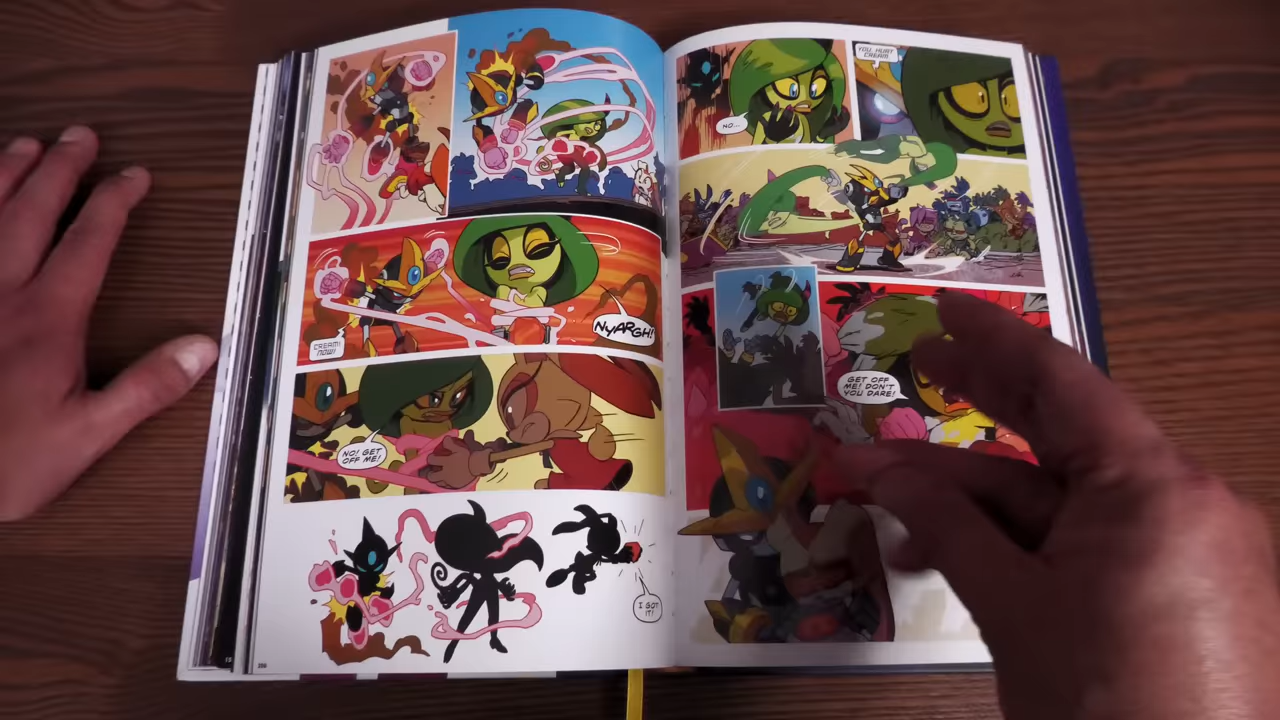 CREAM!
NOW!
NYARGH!
NO! GET
OFF ME!
I GOT
IT!
NO...
YOU HURT
CREAM.
GET OFF
ME! DON'T
YOU DARE!